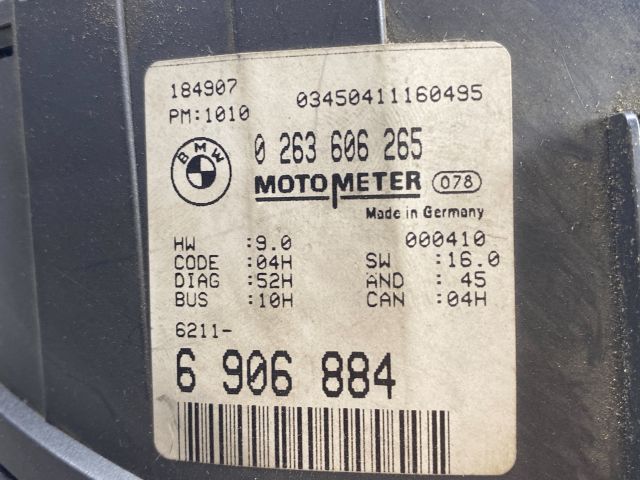 184907 03450411160495
PM:1010
BMW 0 263 606 265
MOTOMETER 078
Made in Germany
HW :9.0 000410
CODE :04H SW :16.0
DIAG :52H AND : 45
BUS :10H CAN :04H
6211-
6 906 884